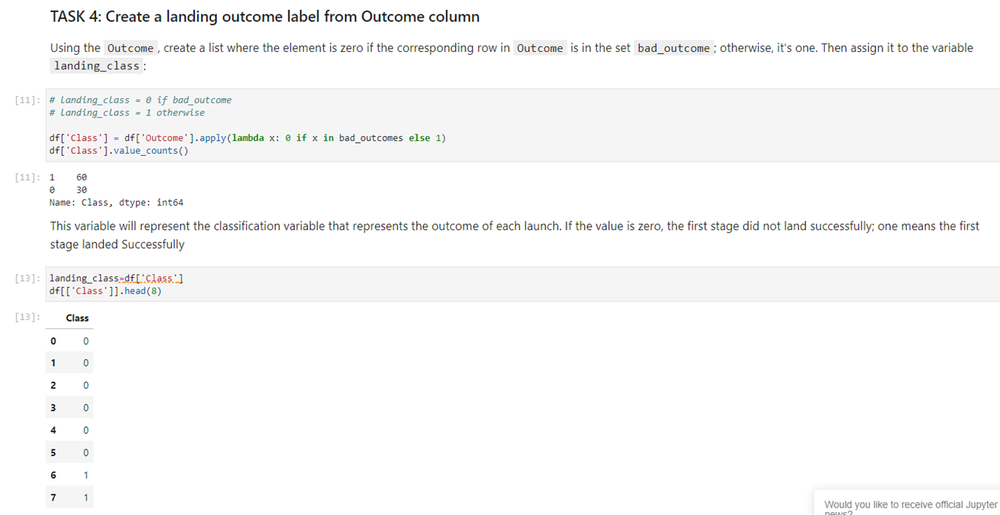 TASK 4: Create a landing outcome label from Outcome column
Using the Outcome , create a list where the element is zero if the corresponding row in Outcome is in the set bad_outcome ; otherwise, it's one. Then assign it to the variable
landing_class :
[11]: # landing_class = 0 if bad_outcome
# landing_class = 1 otherwise
df['Class'] = df['Outcome'].apply(lambda x: 0 if x in bad_outcomes else 1)
df['Class'].value_counts()
[11]: 1 60
0 30
Name: Class, dtype: int64
This variable will represent the classification variable that represents the outcome of each launch. If the value is zero, the first stage did not land successfully; one means the first
stage landed Successfully
[13]: landing_class=df['Class']
df[['Class']].head(8)
[13]: Class
0 0
1 0
2 0
3 0
4 0
5 0
6 1
7 1
Would you like to receive official Jupyter
news?